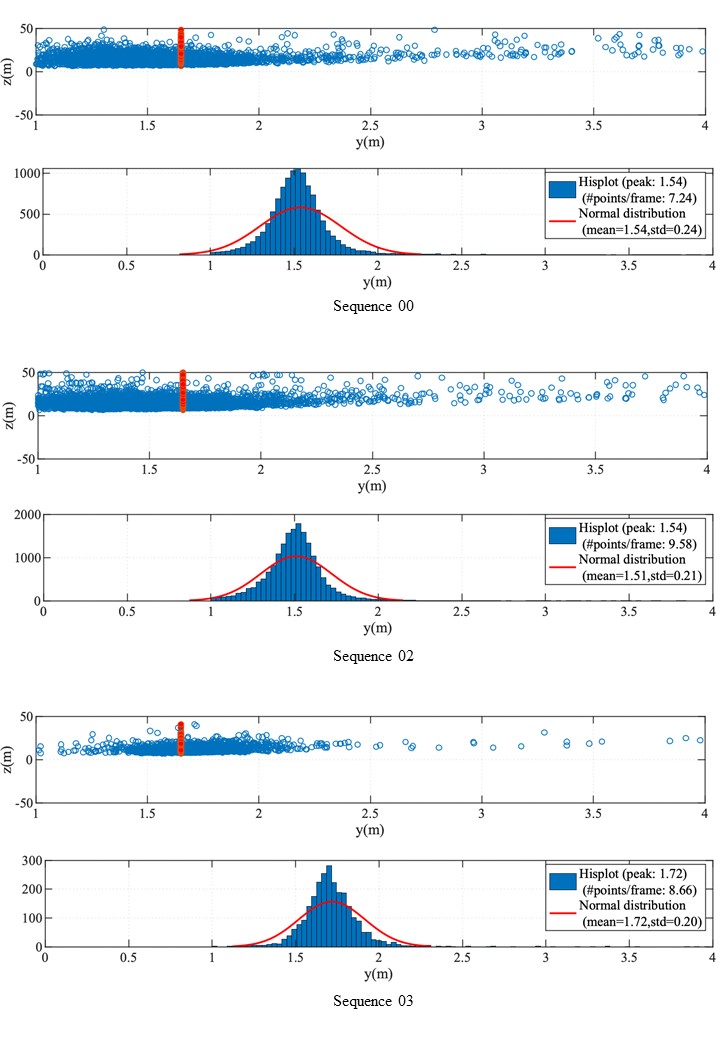 50
0
-50
z(m)
1 1.5 2 2.5 3 3.5 4
y(m)
1000
500
0
Hisplot (peak: 1.54)
(#points/frame: 7.24)
Normal distribution
(mean=1.54,std=0.24)
0 0.5 1 1.5 2 2.5 3 3.5 4
y(m)
Sequence 00
50
0
-50
z(m)
1 1.5 2 2.5 3 3.5 4
y(m)
2000
1000
0
Hisplot (peak: 1.54)
(#points/frame: 9.58)
Normal distribution
(mean=1.51,std=0.21)
0 0.5 1 1.5 2 2.5 3 3.5 4
y(m)
Sequence 02
50
0
-50
z(m)
1 1.5 2 2.5 3 3.5 4
y(m)
300
200
100
0
Hisplot (peak: 1.72)
(#points/frame: 8.66)
Normal distribution
(mean=1.72,std=0.20)
0 0.5 1 1.5 2 2.5 3 3.5 4
y(m)
Sequence 03